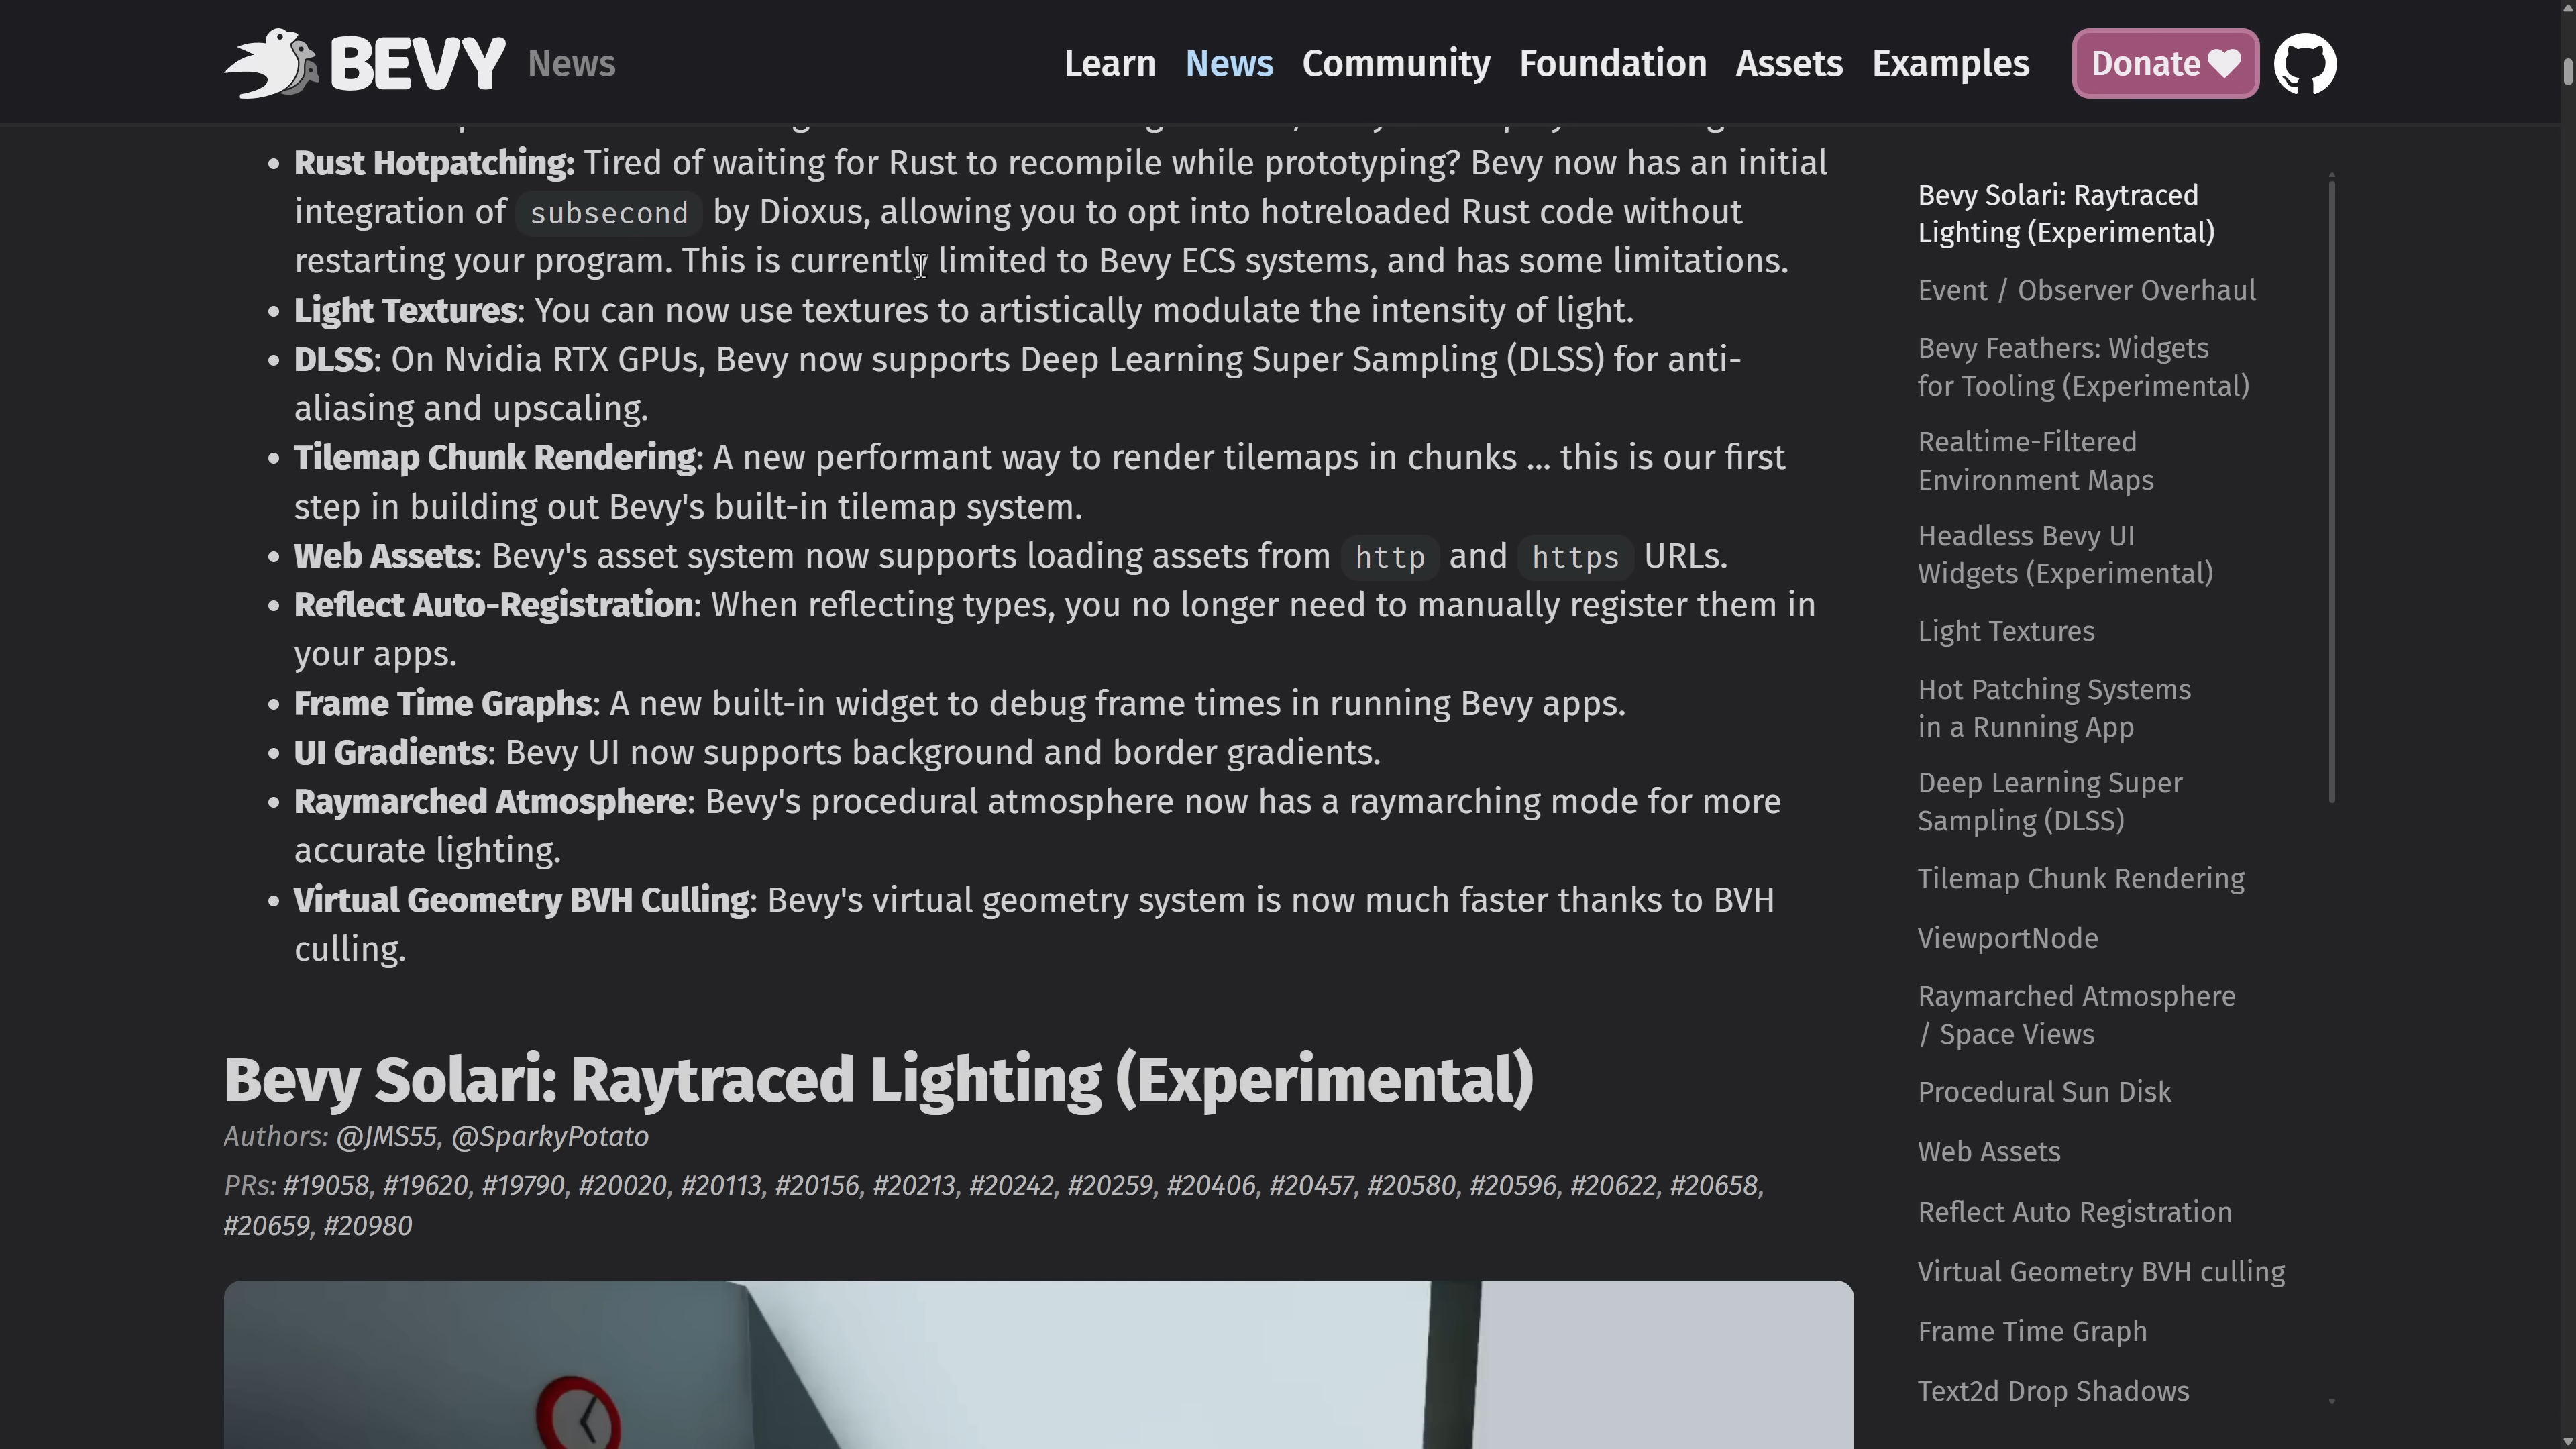 BEVY News
Learn News Community Foundation Assets Examples Donate
Rust Hotpatching: Tired of waiting for Rust to recompile while prototyping? Bevy now has an initial
integration of subsecond by Dioxus, allowing you to opt into hotreloaded Rust code without
restarting your program. This is currently limited to Bevy ECS systems, and has some limitations.
Light Textures: You can now use textures to artistically modulate the intensity of light.
DLSS: On Nvidia RTX GPUs, Bevy now supports Deep Learning Super Sampling (DLSS) for anti-
aliasing and upscaling.
Tilemap Chunk Rendering: A new performant way to render tilemaps in chunks ... this is our first
step in building out Bevy's built-in tilemap system.
Web Assets: Bevy's asset system now supports loading assets from http and https URLs.
Reflect Auto-Registration: When reflecting types, you no longer need to manually register them in
your apps.
Frame Time Graphs: A new built-in widget to debug frame times in running Bevy apps.
UI Gradients: Bevy UI now supports background and border gradients.
Raymarched Atmosphere: Bevy's procedural atmosphere now has a raymarching mode for more
accurate lighting.
Virtual Geometry BVH Culling: Bevy's virtual geometry system is now much faster thanks to BVH
culling.
Bevy Solari: Raytraced Lighting (Experimental)
Authors: @JMS55, @SparkyPotato
PRs: #19058, #19620, #19790, #20020, #20113, #20156, #20213, #20242, #20259, #20406, #20457, #20580, #20596, #20622, #20658,
#20659, #20980
Bevy Solari: Raytraced
Lighting (Experimental)
Event / Observer Overhaul
Bevy Feathers: Widgets
for Tooling (Experimental)
Realtime-Filtered
Environment Maps
Headless Bevy UI
Widgets (Experimental)
Light Textures
Hot Patching Systems
in a Running App
Deep Learning Super
Sampling (DLSS)
Tilemap Chunk Rendering
ViewportNode
Raymarched Atmosphere
/ Space Views
Procedural Sun Disk
Web Assets
Reflect Auto Registration
Virtual Geometry BVH culling
Frame Time Graph
Text2d Drop Shadows